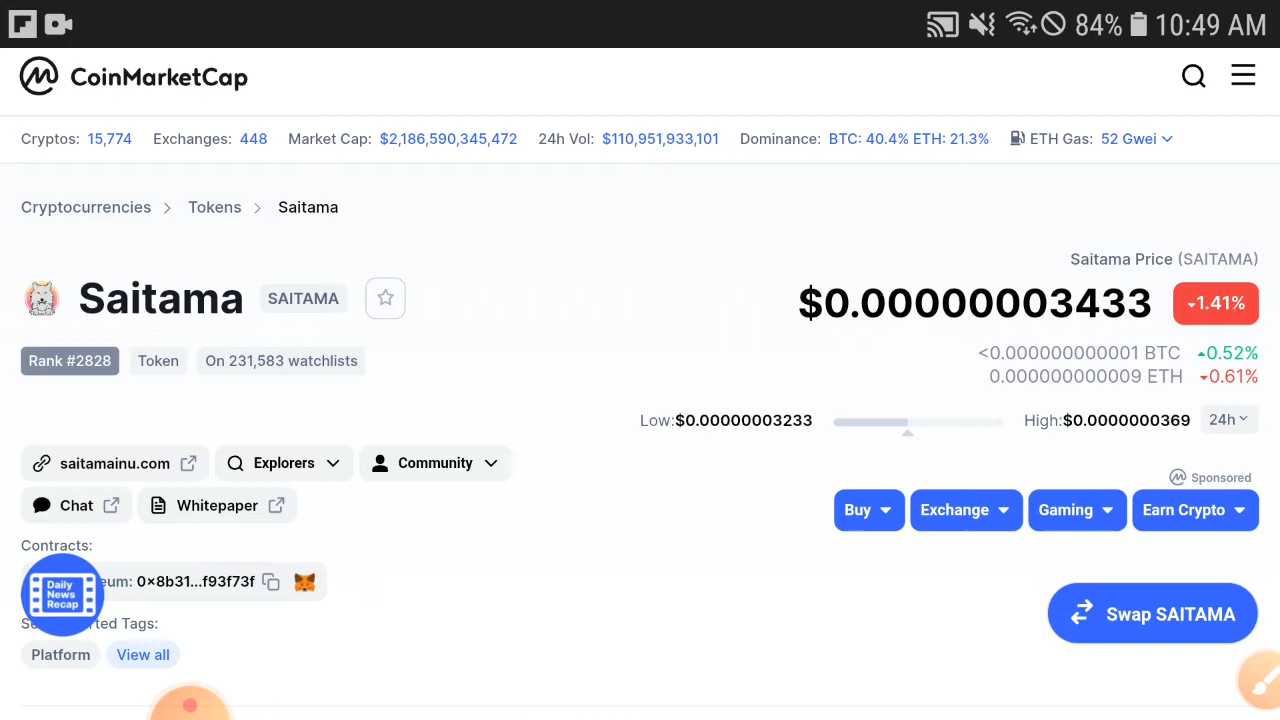 84% 10:49 AM
CoinMarketCap
Cryptos: 15,774 Exchanges: 448 Market Cap: $2,186,590,345,472 24h Vol: $110,951,933,101 Dominance: BTC: 40.4% ETH: 21.3% ETH Gas: 52 Gwei
Cryptocurrencies > Tokens > Saitama
Saitama Price (SAITAMA)
Saitama SAITAMA $0.00000003433 1.41%
Rank #2828 Token On 231,583 watchlists
<0.000000000001 BTC 0.52%
0.000000000009 ETH 0.61%
Low:$0.00000003233 High:$0.0000000369 24h
saitamainu.com Explorers Community
Sponsored
Chat Whitepaper
Buy Exchange Gaming Earn Crypto
Contracts:
eum: 0x8b31...f93f73f
Daily
News
Recap
Swap SAITAMA
rted Tags:
Platform View all